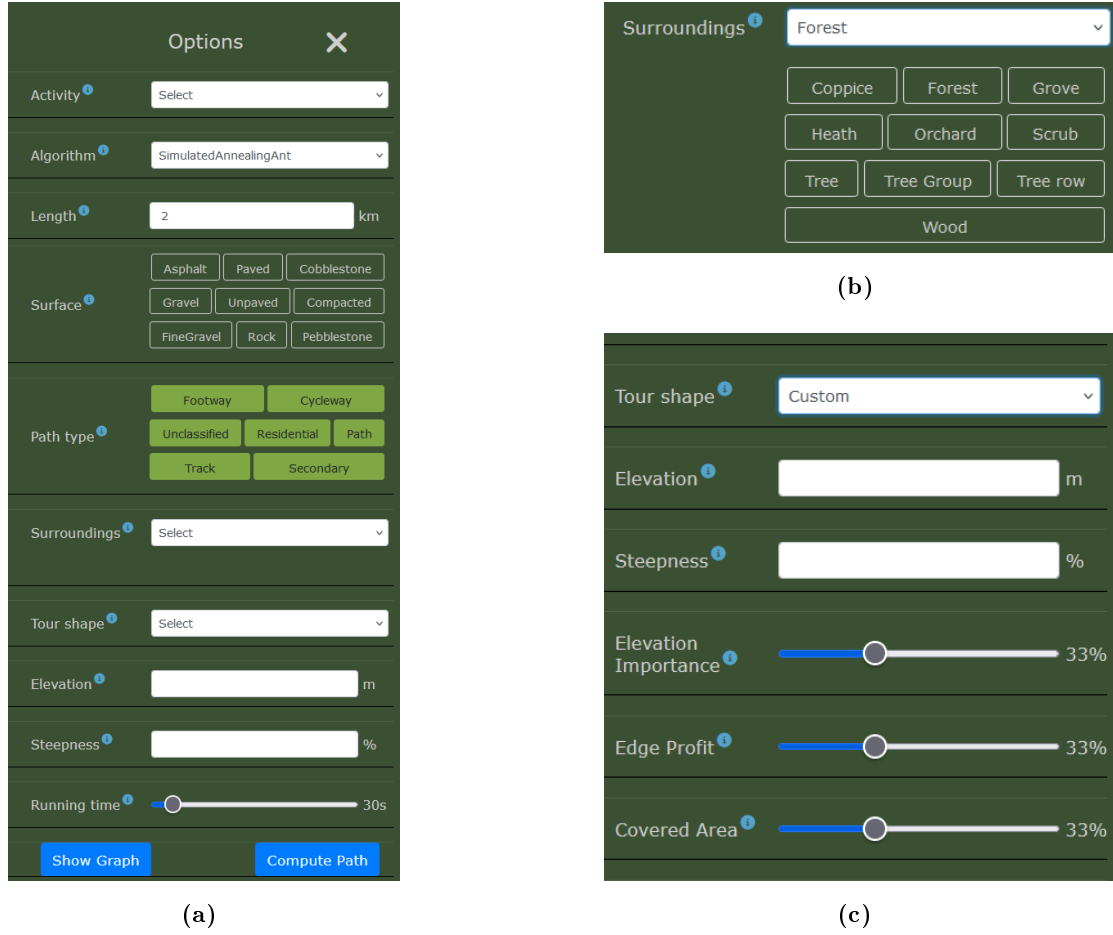 Options
Activity Select
Algorithm SimulatedAnnealingAnt
Length 2 km
Asphalt Paved Cobblestone
Surface Gravel Unpaved Compacted
FineGravel Rock Pebblestone
Footway Cycleway
Path type Unclassified Residential Path
Track Secondary
Surroundings Select
Tour shape Select
Elevation m
Steepness %
Running time 30s
Show Graph Compute Path
(a)
Surroundings Forest
Coppice Forest Grove
Heath Orchard Scrub
Tree Tree Group Tree row
Wood
(b)
Tour shape Custom
Elevation m
Steepness %
Elevation
Importance 33%
Edge Profit 33%
Covered Area 33%
(c)